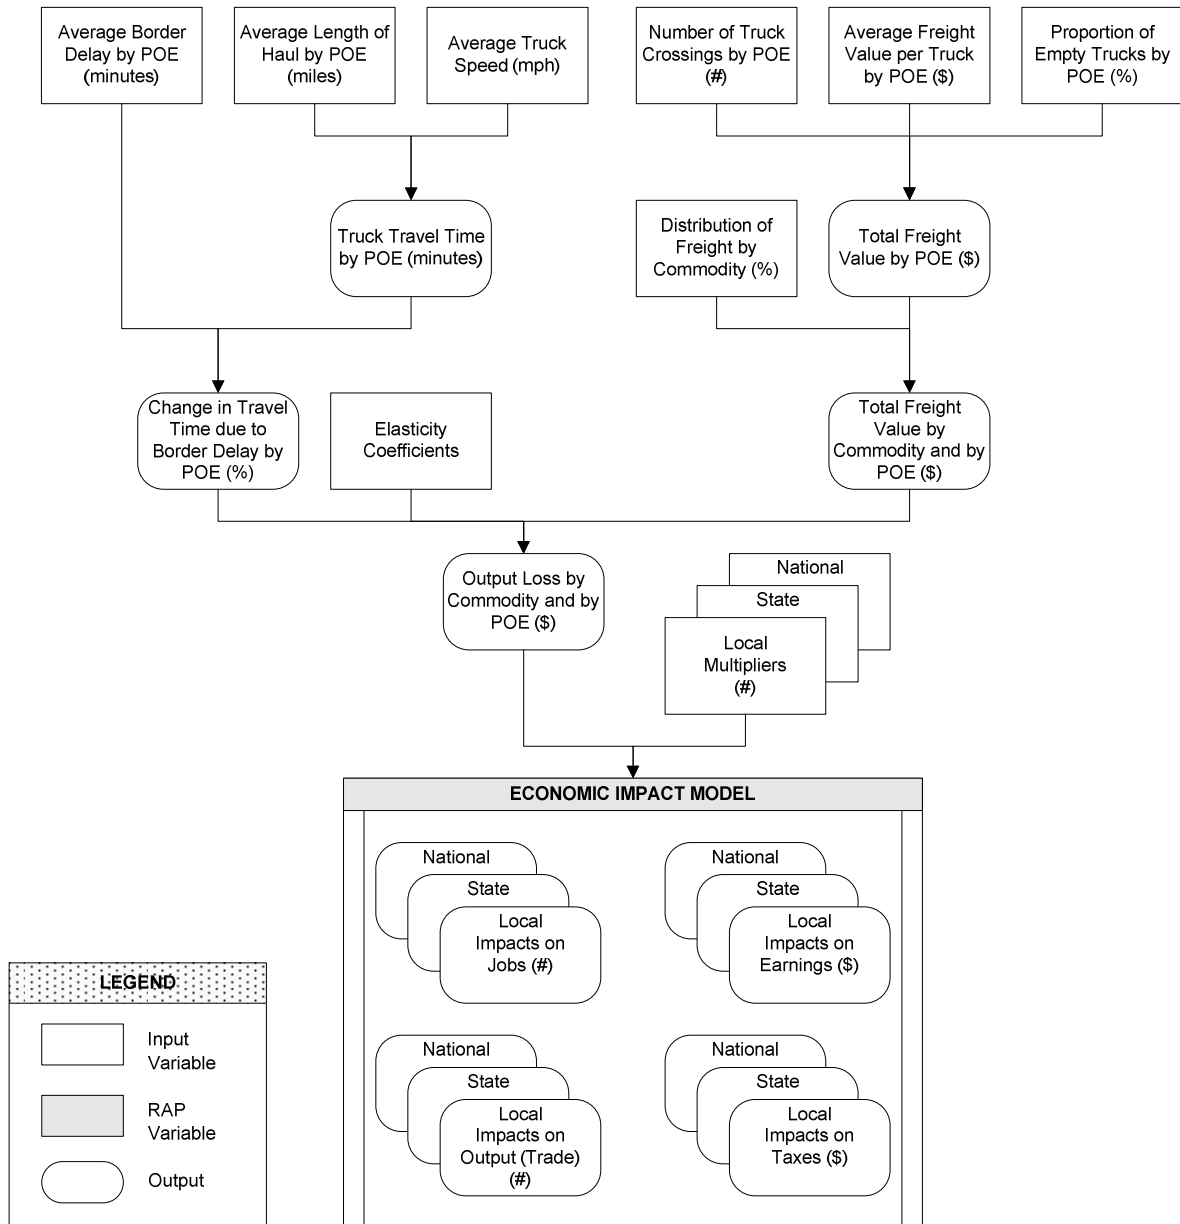 Average Border
Delay by POE
(minutes)
Average Length of
Haul by POE
(miles)
Average Truck
Speed (mph)
Number of Truck
Crossings by POE
(#)
Average Freight
Value per Truck
by POE ($)
Proportion of
Empty Trucks by
POE (%)
Truck Travel Time
by POE (minutes)
Distribution of
Freight by
Commodity (%)
Total Freight
Value by POE ($)
Change in Travel
Time due to
Border Delay by
POE (%)
Elasticity
Coefficients
Total Freight
Value by
Commodity and by
POE ($)
Output Loss by
Commodity and by
POE ($)
National
State
Local
Multipliers
(#)
ECONOMIC IMPACT MODEL
National
State
Local
Impacts on
Jobs (#)
National
State
Local
Impacts on
Earnings ($)
National
State
Local
Impacts on
Output (Trade)
(#)
National
State
Local
Impacts on
Taxes ($)
LEGEND
Input
Variable
RAP
Variable
Output